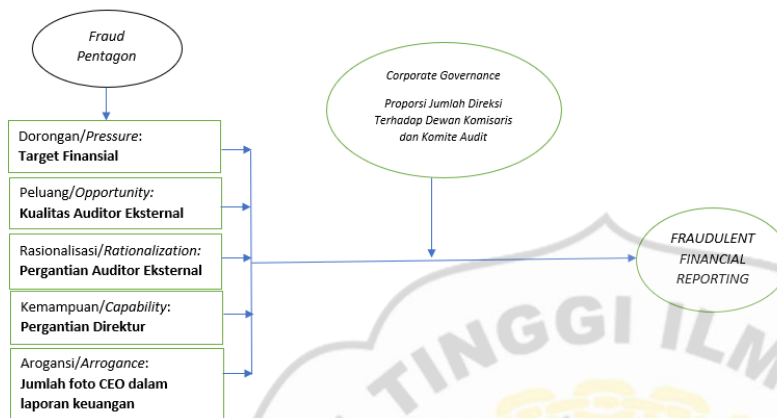 Fraud
Pentagon
Corporate Governance
Proporsi Jumlah Direksi
Terhadap Dewan Komisaris
dan Komite Audit
Dorongan/Pressure:
Target Finansial
Peluang/Opportunity:
Kualitas Auditor Eksternal
Rasionalisasi/Rationalization:
Pergantian Auditor Eksternal
Kemampuan/Capability:
Pergantian Direktur
Arogansi/Arrogance:
Jumlah foto CEO dalam
laporan keuangan
FRAUDULENT
FINANCIAL
REPORTING
TINGGI ILM